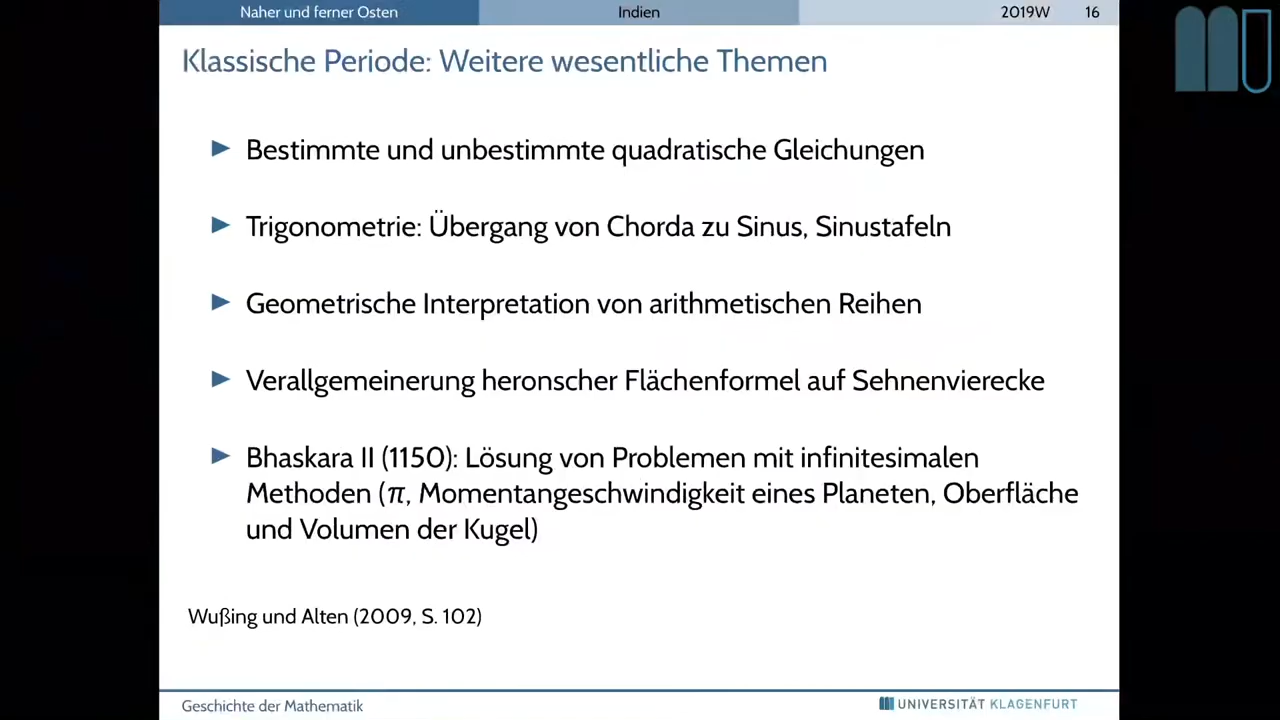 Naher und ferner Osten Indien 2019W 16
Klassische Periode: Weitere wesentliche Themen
Bestimmte und unbestimmte quadratische Gleichungen
Trigonometrie: Übergang von Chorda zu Sinus, Sinustafeln
Geometrische Interpretation von arithmetischen Reihen
Verallgemeinerung heronscher Flächenformel auf Sehnenvierecke
Bhaskara II (1150): Lösung von Problemen mit infinitesimalen
Methoden (π, Momentangeschwindigkeit eines Planeten, Oberfläche
und Volumen der Kugel)
Wußing und Alten (2009, S. 102)
Geschichte der Mathematik UNIVERSITÄT KLAGENFURT